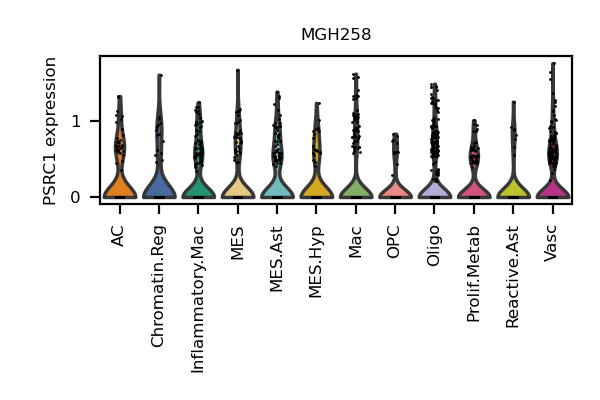 MGH258
PSRC1 expression
1
0
AC
Chromatin.Reg
Inflammatory.Mac
MES
MES.Ast
MES.Hyp
Mac
OPC
Oligo
Prolif.Metab
Reactive.Ast
Vasc